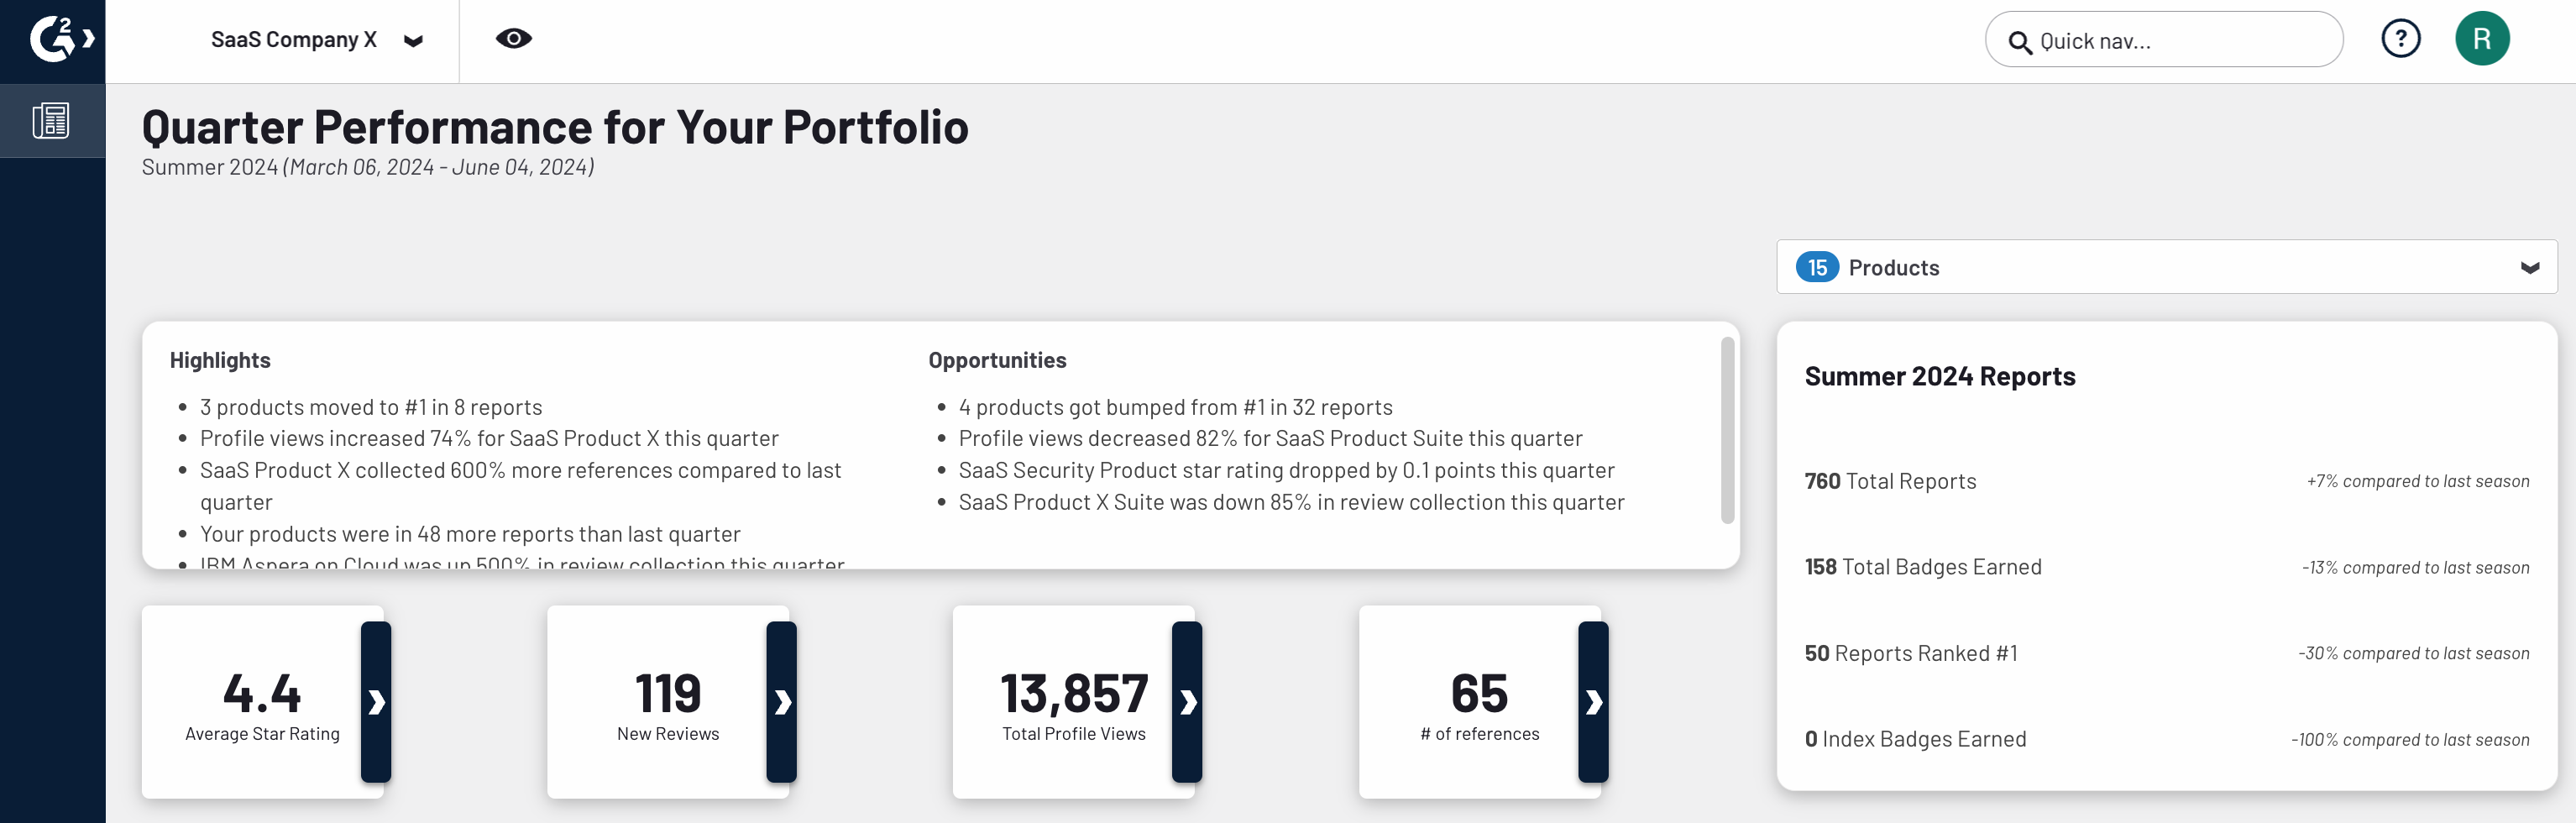 G2
SaaS Company X
Quick nav...
?
R
Quarter Performance for Your Portfolio
Summer 2024 (March 06, 2024 - June 04, 2024)
15 Products
Highlights
• 3 products moved to #1 in 8 reports
• Profile views increased 74% for SaaS Product X this quarter
• SaaS Product X collected 600% more references compared to last
quarter
• Your products were in 48 more reports than last quarter
• IBM Aspera on Cloud was up 500% in review collection this quarter
Opportunities
• 4 products got bumped from #1 in 32 reports
• Profile views decreased 82% for SaaS Product Suite this quarter
• SaaS Security Product star rating dropped by 0.1 points this quarter
• SaaS Product X Suite was down 85% in review collection this quarter
Summer 2024 Reports
760 Total Reports +7% compared to last season
158 Total Badges Earned -13% compared to last season
50 Reports Ranked #1 -30% compared to last season
0 Index Badges Earned -100% compared to last season
4.4
Average Star Rating
119
New Reviews
13,857
Total Profile Views
65
# of references